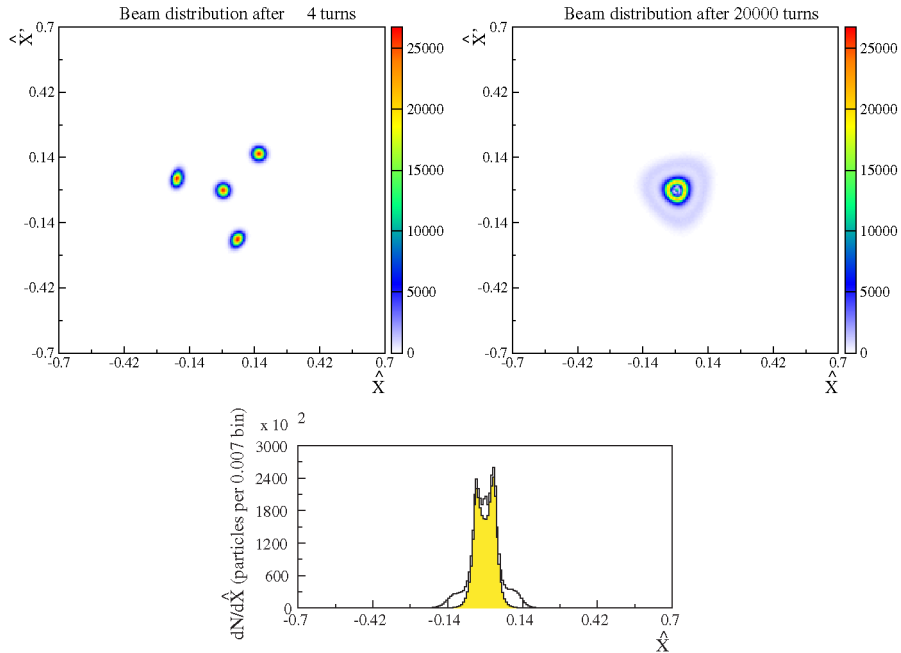 Beam distribution after 4 turns
X̂'
0.7
0.42
0.14
-0.14
-0.42
-0.7
-0.7 -0.42 -0.14 0.14 0.42 0.7
X̂
25000
20000
15000
10000
5000
0
Beam distribution after 20000 turns
X̂'
0.7
0.42
0.14
-0.14
-0.42
-0.7
-0.7 -0.42 -0.14 0.14 0.42 0.7
X̂
25000
20000
15000
10000
5000
0
dN/dX̂ (particles per 0.007 bin)
x 10 2
3000
2400
1800
1200
600
0
-0.7 -0.42 -0.14 0.14 0.42 0.7
X̂